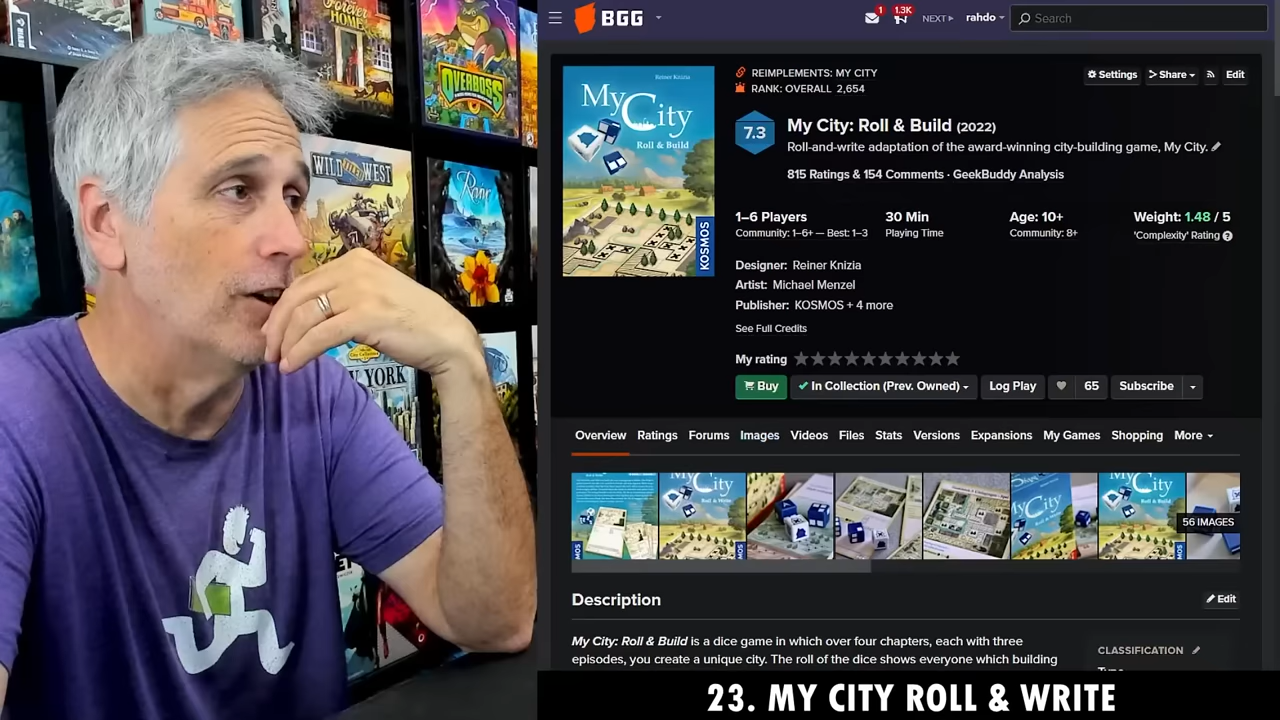 BGG
1
1.3K
NEXT
rahdo
Search
Forever
HOME
OVERBOSS
WILD WEST
YORK
Reiner Knizia
My City
Roll & Build
KOSMOS
REIMPLEMENTS: MY CITY
RANK: OVERALL 2,654
Settings
Share
Edit
7.3
My City: Roll & Build (2022)
Roll-and-write adaptation of the award-winning city-building game, My City.
815 Ratings & 154 Comments · GeekBuddy Analysis
1–6 Players
30 Min
Age: 10+
Weight: 1.48 / 5
Community: 1–6+ — Best: 1–3
Playing Time
Community: 8+
'Complexity' Rating
Designer: Reiner Knizia
Artist: Michael Menzel
Publisher: KOSMOS + 4 more
See Full Credits
My rating
Buy
In Collection (Prev. Owned)
Log Play
65
Subscribe
Overview
Ratings
Forums
Images
Videos
Files
Stats
Versions
Expansions
My Games
Shopping
More
56 IMAGES
Description
Edit
My City: Roll & Build is a dice game in which over four chapters, each with three
episodes, you create a unique city. The roll of the dice shows everyone which building
CLASSIFICATION
23. MY CITY ROLL & WRITE